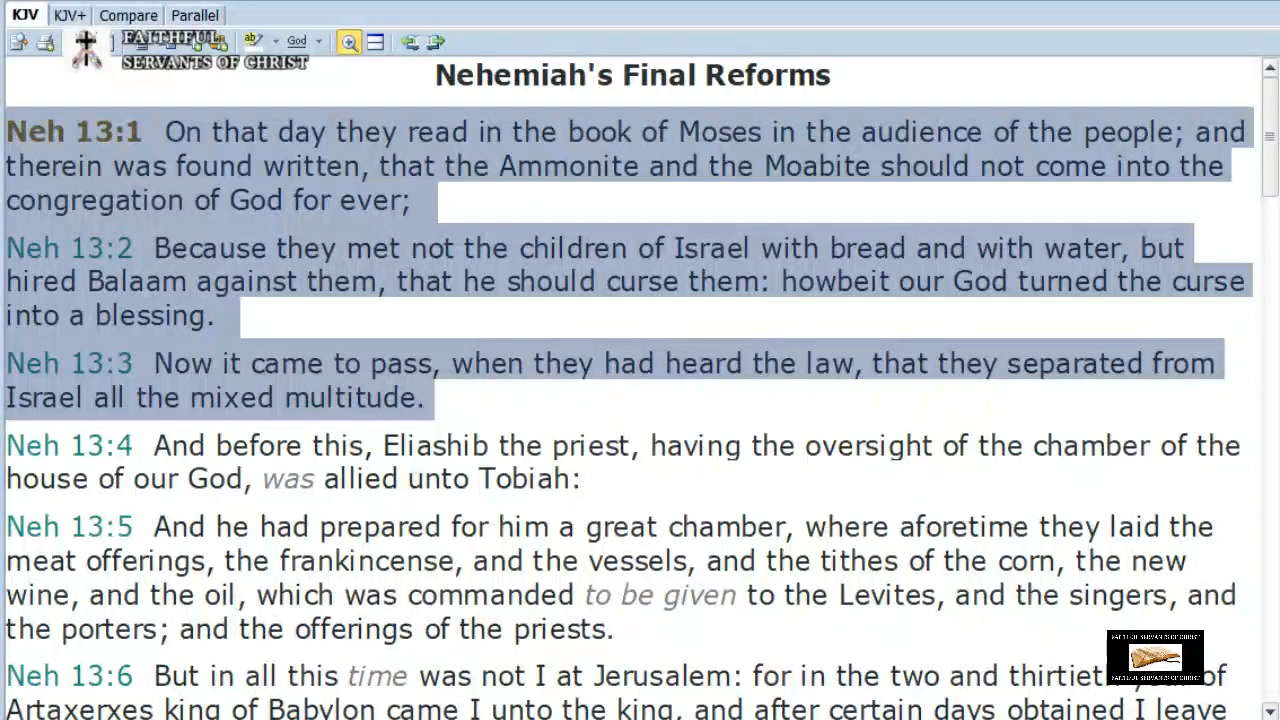 KJV KJV+ Compare Parallel
FAITHFUL God
SERVANTS OF CHRIST
Nehemiah's Final Reforms
Neh 13:1 On that day they read in the book of Moses in the audience of the people; and
therein was found written, that the Ammonite and the Moabite should not come into the
congregation of God for ever;
Neh 13:2 Because they met not the children of Israel with bread and with water, but
hired Balaam against them, that he should curse them: howbeit our God turned the curse
into a blessing.
Neh 13:3 Now it came to pass, when they had heard the law, that they separated from
Israel all the mixed multitude.
Neh 13:4 And before this, Eliashib the priest, having the oversight of the chamber of the
house of our God, was allied unto Tobiah:
Neh 13:5 And he had prepared for him a great chamber, where aforetime they laid the
meat offerings, the frankincense, and the vessels, and the tithes of the corn, the new
wine, and the oil, which was commanded to be given to the Levites, and the singers, and
the porters; and the offerings of the priests.
FAITHFUL SERVANTS OF CHRIST
FAITHFUL SERVANTS OF CHRIST
Neh 13:6 But in all this time was not I at Jerusalem: for in the two and thirtieth of
Artaxerxes king of Babylon came I unto the king, and after certain days obtained I leave